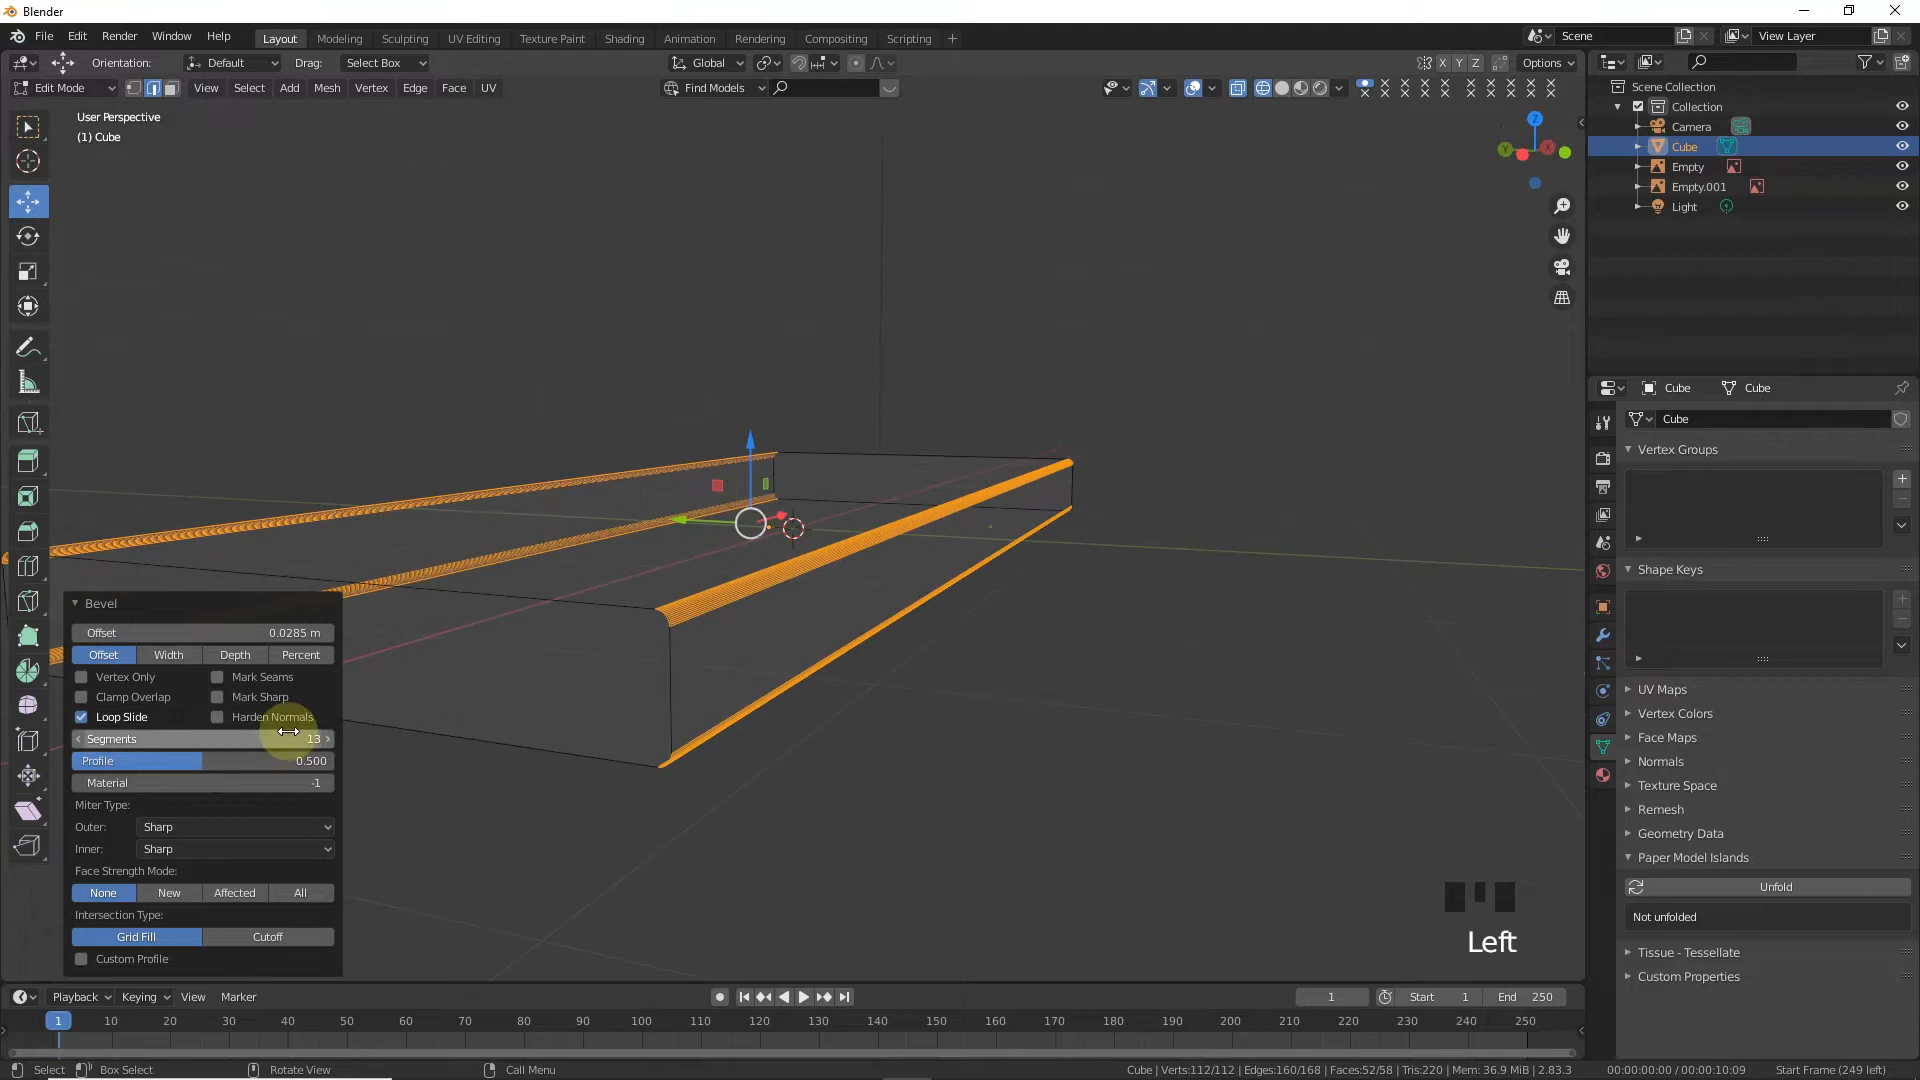 Blender
File Edit Render Window Help Layout Modeling Sculpting UV Editing Texture Paint Shading Animation Rendering Compositing Scripting + Scene View Layer
Orientation: Default Drag: Select Box Global X Y Z Options
Edit Mode View Select Add Mesh Vertex Edge Face UV Find Models
User Perspective
(1) Cube
Z
Y
X
Scene Collection
Collection
Camera
Cube
Empty
Empty.001
Light
Cube Cube
Cube
Vertex Groups
Shape Keys
UV Maps
Vertex Colors
Face Maps
Normals
Texture Space
Remesh
Geometry Data
Paper Model Islands
Unfold
Not unfolded
Tissue - Tessellate
Custom Properties
Bevel
Offset 0.0285 m
Offset Width Depth Percent
Vertex Only Mark Seams
Clamp Overlap Mark Sharp
Loop Slide Harden Normals
Segments 13
Profile 0.500
Material -1
Miter Type:
Outer: Sharp
Inner: Sharp
Face Strength Mode:
None New Affected All
Intersection Type:
Grid Fill Cutoff
Custom Profile
Left
Playback Keying View Marker 1 Start 1 End 250
1 10 20 30 40 50 60 70 80 90 100 110 120 130 140 150 160 170 180 190 200 210 220 230 240 250
Select Box Select Rotate View Call Menu Cube | Verts:112/112 | Edges:160/168 | Faces:52/58 | Tris:220 | Mem: 36.9 MiB | 2.83.3 00:00:00:00 / 00:00:10:09 Start Frame (249 left)